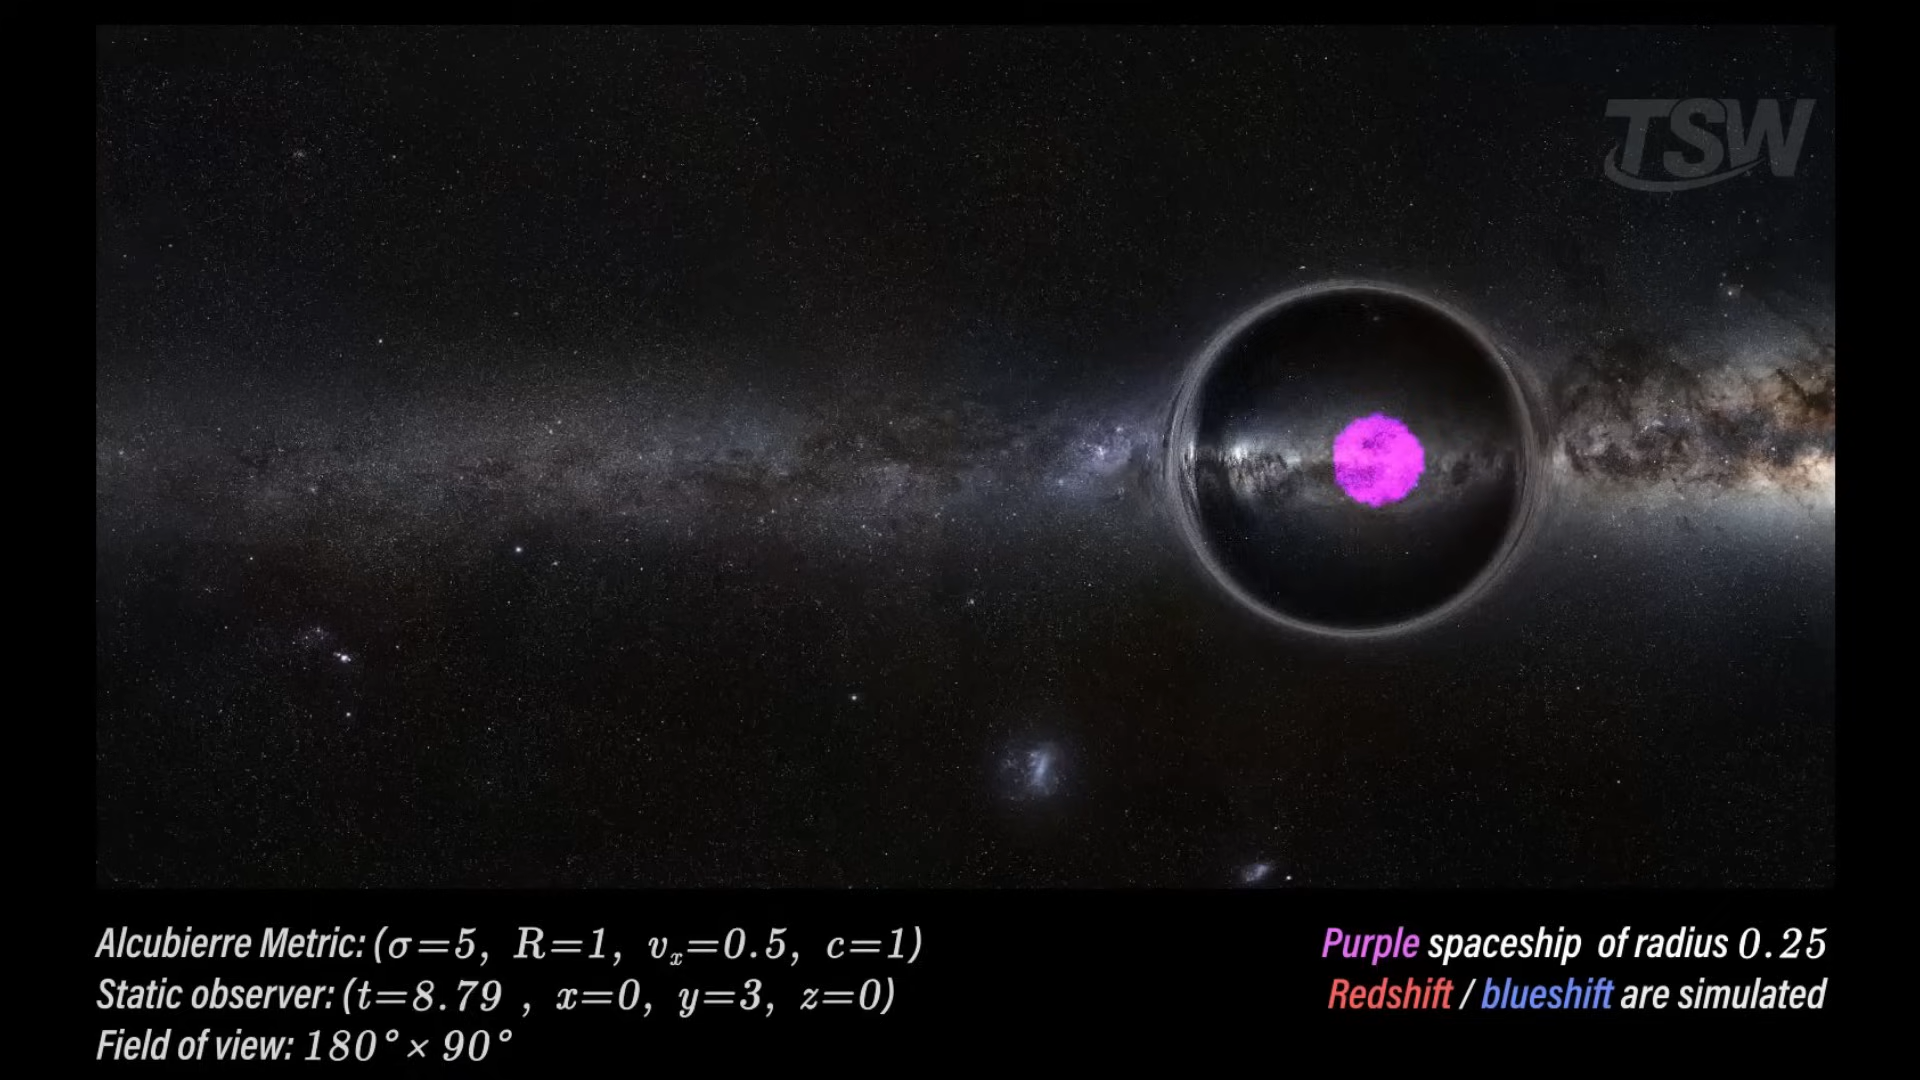 TSW
Alcubierre Metric: (σ=5, R=1, vₓ=0.5, c=1)
Static observer: (t=8.79 , x=0, y=3, z=0)
Field of view: 180°× 90°
Purple spaceship of radius 0.25
Redshift / blueshift are simulated